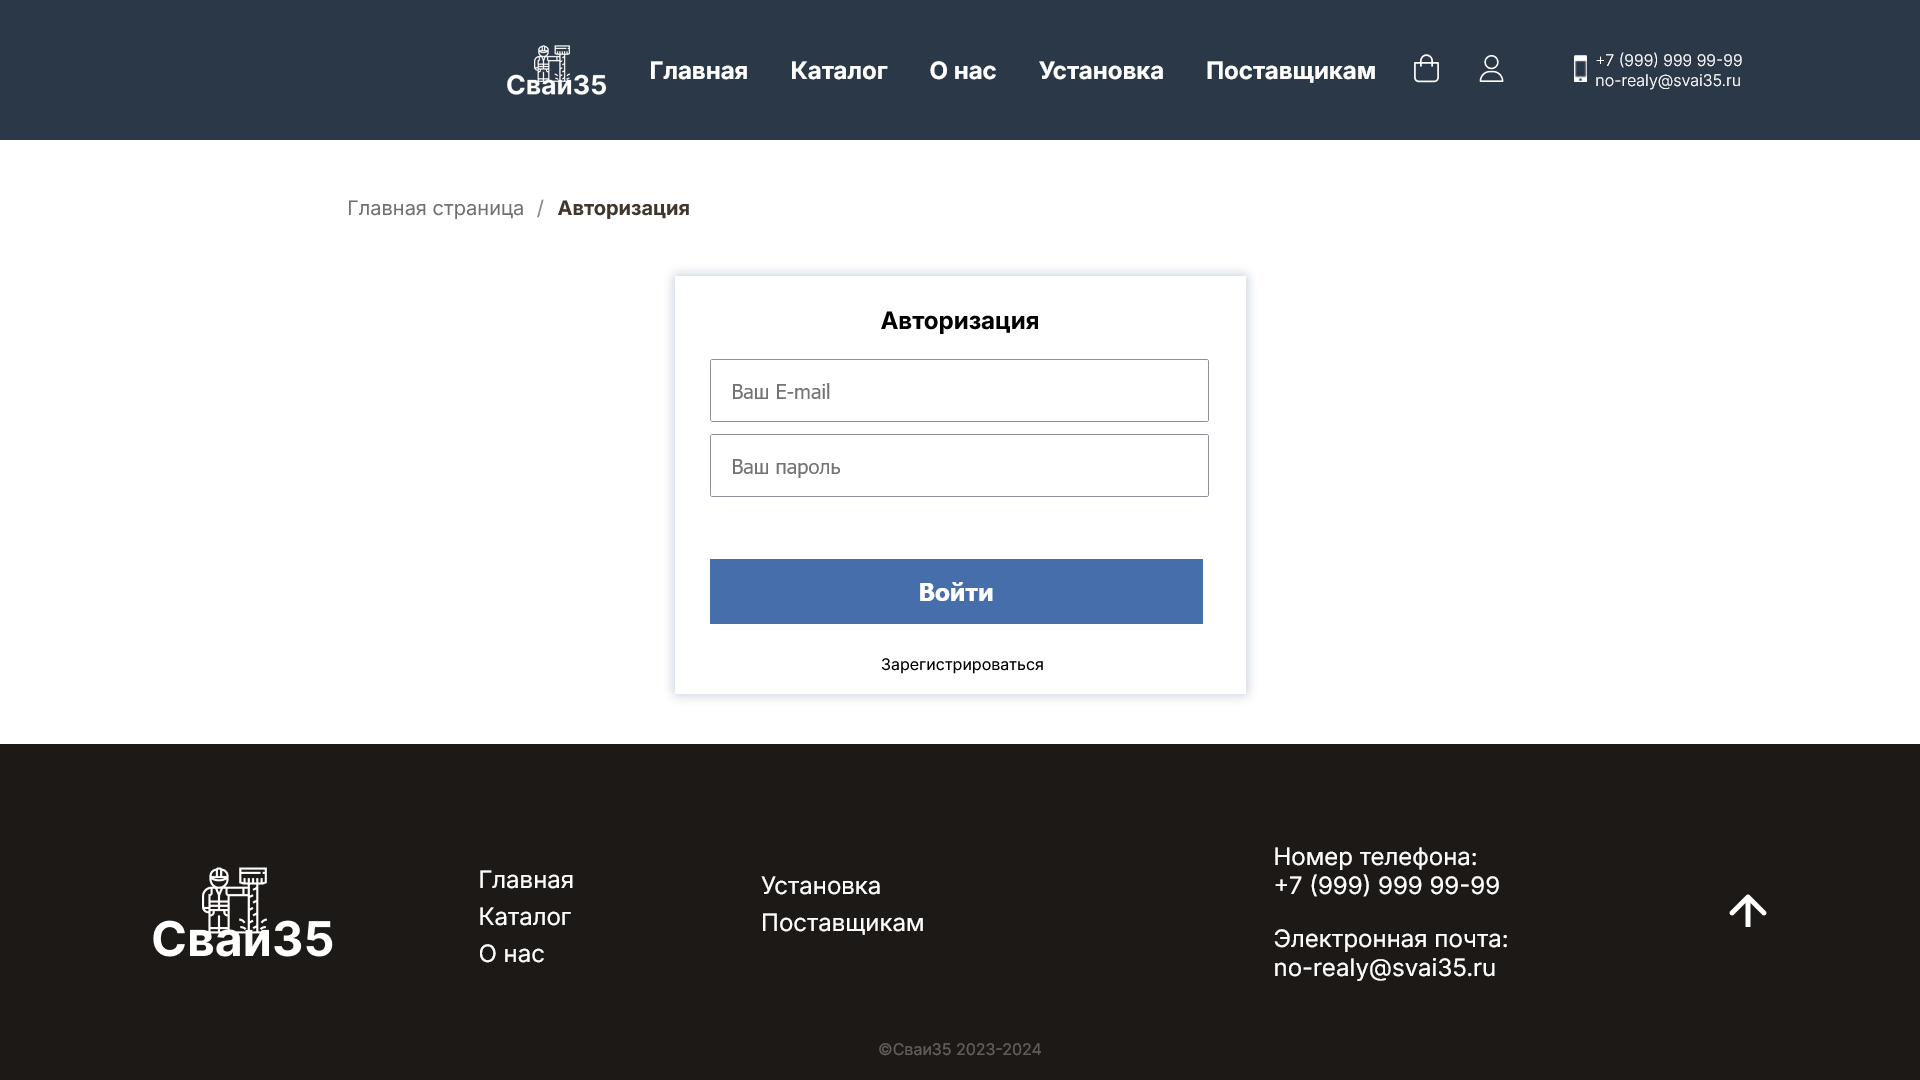 Сваи35
Главная
Каталог
О нас
Установка
Поставщикам
+7 (999) 999 99-99
no-realy@svai35.ru
Главная страница / Авторизация
Авторизация
Ваш E-mail
Ваш пароль
Войти
Зарегистрироваться
Сваи35
Главная
Каталог
О нас
Установка
Поставщикам
Номер телефона:
+7 (999) 999 99-99
Электронная почта:
no-realy@svai35.ru
©Сваи35 2023-2024